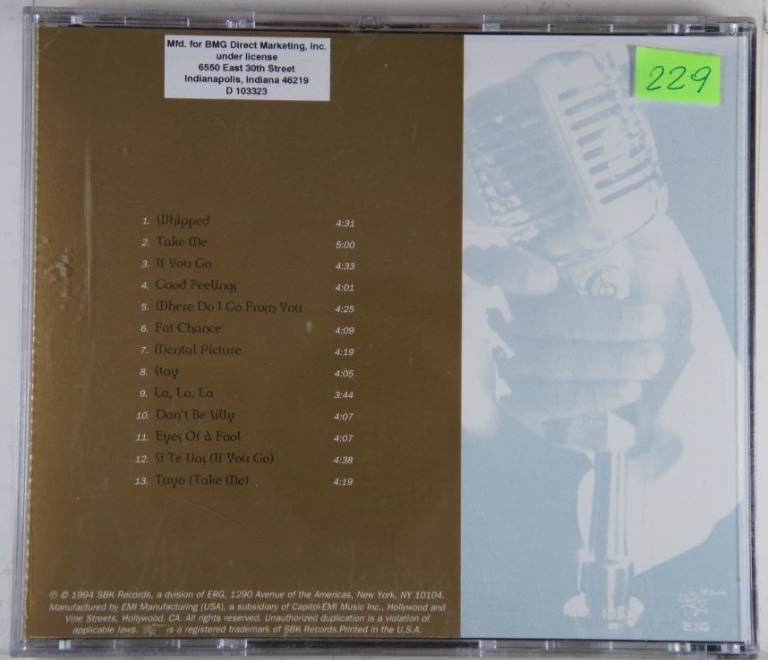 Mfd. for BMG Direct Marketing, Inc.
under license
6550 East 30th Street
Indianapolis, Indiana 46219
D 103323
229
1. Whipped 4:31
2. Take Me 5:00
3. If You Go 4:33
4. Good Feelings 4:01
5. Where Do I Go From You 4:25
6. Fat Chance 4:09
7. Mental Picture 4:19
8. Stay 4:05
9. La, La, La 3:44
10. Don't Be Silly 4:07
11. Eyes Of A Fool 4:07
12. Si Te Vas (If You Go) 4:38
13. Tuyo (Take Me) 4:19
℗ © 1994 SBK Records, a division of ERG, 1290 Avenue of the Americas, New York, NY 10104.
Manufactured by EMI Manufacturing (USA), a subsidiary of Capitol-EMI Music Inc., Hollywood and
Vine Streets, Hollywood, CA. All rights reserved. Unauthorized duplication is a violation of
applicable laws. is a registered trademark of SBK Records.Printed in the U.S.A.
ERG